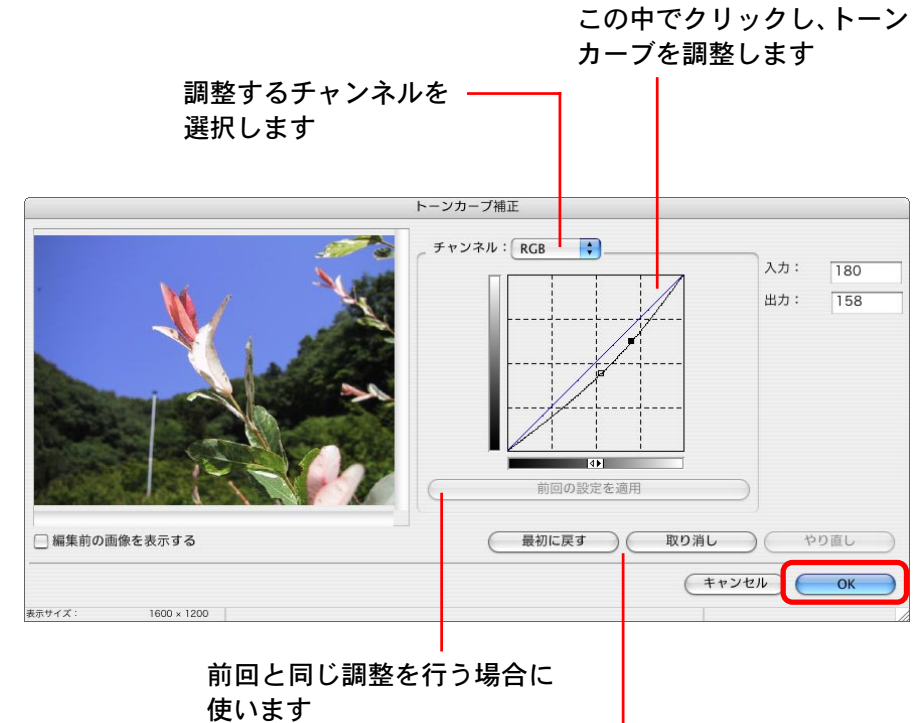 この中でクリックし、トーン
カーブを調整します
調整するチャンネルを
選択します
トーンカーブ補正
チャンネル： RGB
入力： 180
出力： 158
前回の設定を適用
編集前の画像を表示する
最初に戻す 取り消し やり直し
キャンセル OK
表示サイズ： 1600 × 1200
前回と同じ調整を行う場合に
使います